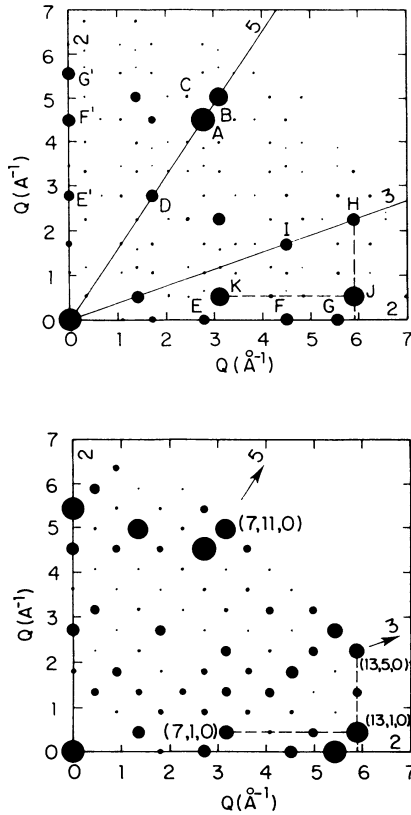 7
6
5
4
3
2
1
0
Q (A⁻¹)
2
5
G'
F'
E'
C
B.
A
D
3
H
I
K
J
E
F
G
2
0 1 2 3 4 5 6 7
Q (Å⁻¹)
7
6
5
4
3
2
1
0
Q (A⁻¹)
2
5
(7,11,0)
3
(13,5,0)
(7,1,0)
(13,1,0)
2
0 1 2 3 4 5 6 7
Q (Å⁻¹)